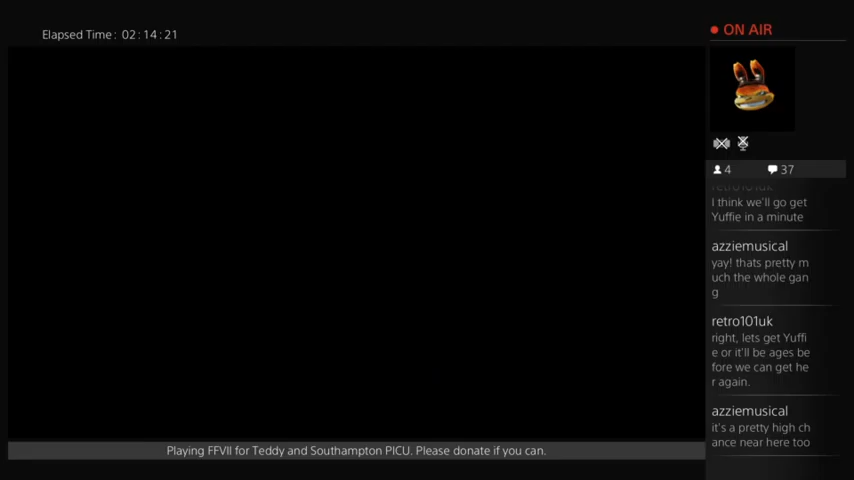 Elapsed Time: 02:14:21
ON AIR
4
37
retro101uk
I think we'll go get
Yuffie in a minute
azziemusical
yay! thats pretty m
uch the whole gan
g
retro101uk
right, lets get Yuffi
e or it'll be ages be
fore we can get he
r again.
azziemusical
it's a pretty high ch
ance near here too
Playing FFVII for Teddy and Southampton PICU. Please donate if you can.